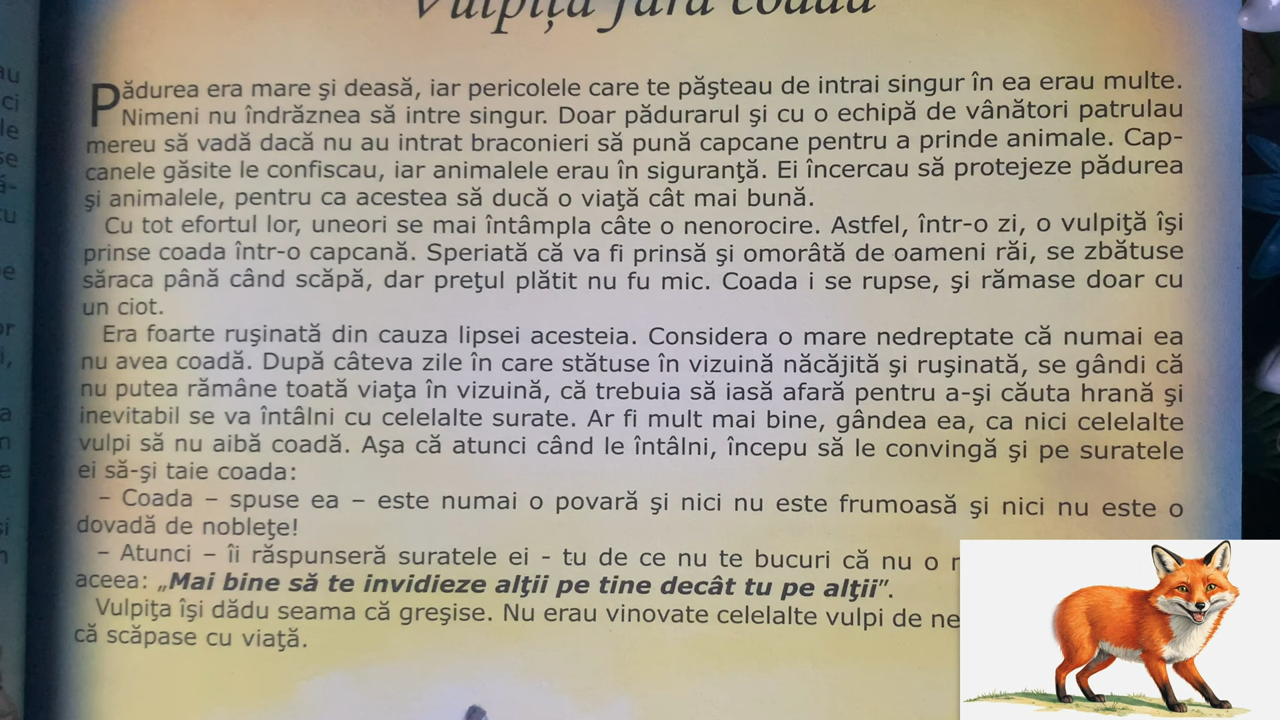 Vulpița fără coadă
Pădurea era mare şi deasă, iar pericolele care te păşteau de intrai singur în ea erau multe.
Nimeni nu îndrăznea să intre singur. Doar pădurarul şi cu o echipă de vânători patrulau
mereu să vadă dacă nu au intrat braconieri să pună capcane pentru a prinde animale. Cap-
canele găsite le confiscau, iar animalele erau în siguranţă. Ei încercau să protejeze pădurea
şi animalele, pentru ca acestea să ducă o viaţă cât mai bună.
Cu tot efortul lor, uneori se mai întâmpla câte o nenorocire. Astfel, într-o zi, o vulpiţă îşi
prinse coada într-o capcană. Speriată că va fi prinsă şi omorâtă de oameni răi, se zbătuse
săraca până când scăpă, dar preţul plătit nu fu mic. Coada i se rupse, şi rămase doar cu
un ciot.
Era foarte ruşinată din cauza lipsei acesteia. Considera o mare nedreptate că numai ea
nu avea coadă. După câteva zile în care stătuse în vizuină năcăjită şi ruşinată, se gândi că
nu putea rămâne toată viaţa în vizuină, că trebuia să iasă afară pentru a-şi căuta hrană şi
inevitabil se va întâlni cu celelalte surate. Ar fi mult mai bine, gândea ea, ca nici celelalte
vulpi să nu aibă coadă. Aşa că atunci când le întâlni, începu să le convingă şi pe suratele
ei să-şi taie coada:
– Coada – spuse ea – este numai o povară şi nici nu este frumoasă şi nici nu este o
dovadă de nobleţe!
– Atunci – îi răspunseră suratele ei - tu de ce nu te bucuri că nu o
aceea: „Mai bine să te invidieze alţii pe tine decât tu pe alţii”.
Vulpiţa îşi dădu seama că greşise. Nu erau vinovate celelalte vulpi de
că scăpase cu viaţă.